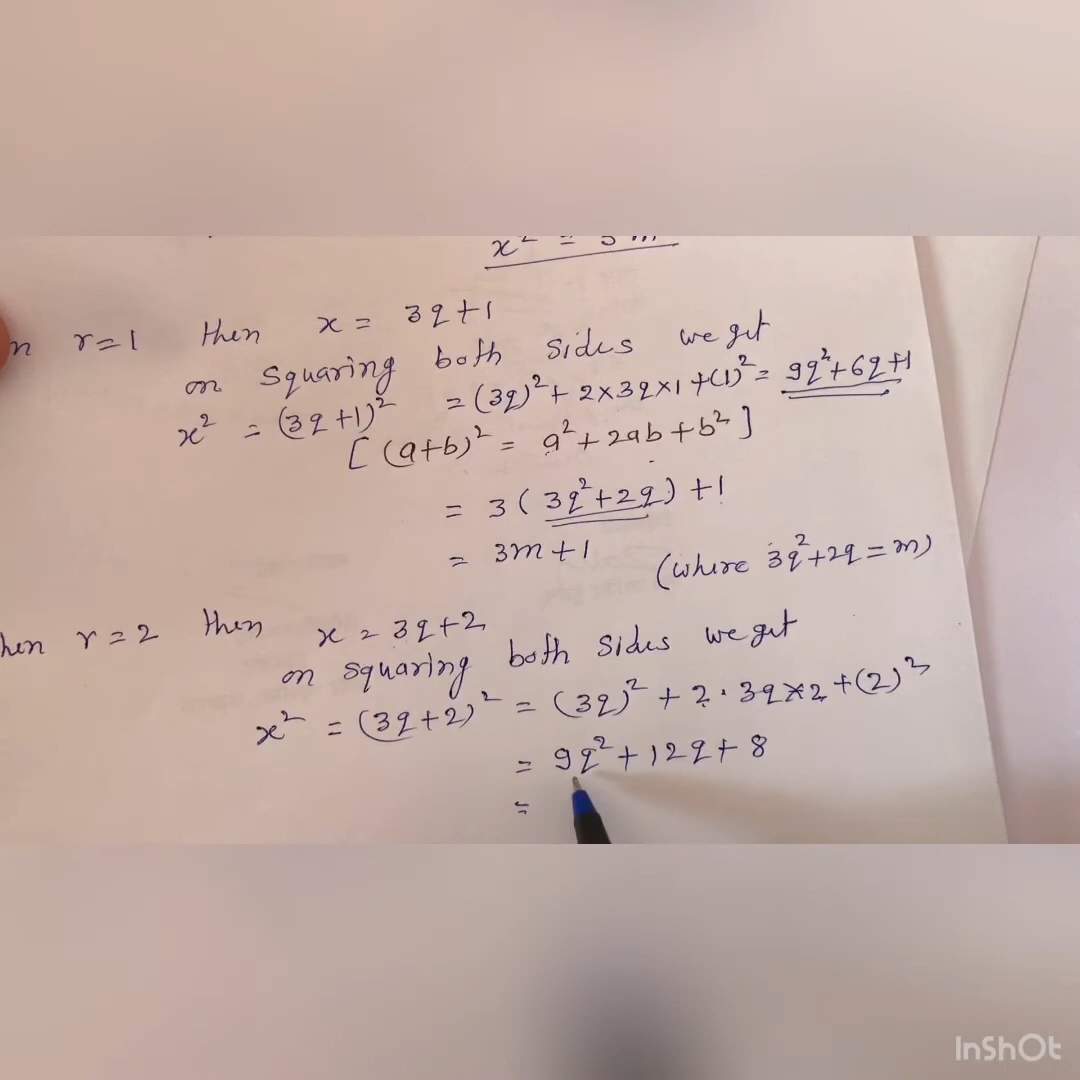 x² = 3m
n r=1 then x = 3q+1
on squaring both sides we get
x² = (3q+1)² = (3q)² + 2×3q×1+(1)² = 9q²+6q+1
[(a+b)² = a²+2ab+b²]
= 3(3q²+2q)+1
= 3m+1 (where 3q²+2q=m)
hen r=2 then x = 3q+2
on squaring both sides we get
x² = (3q+2)² = (3q)² + 2·3q×2+(2)²
= 9q²+12q+8
=
InShOt